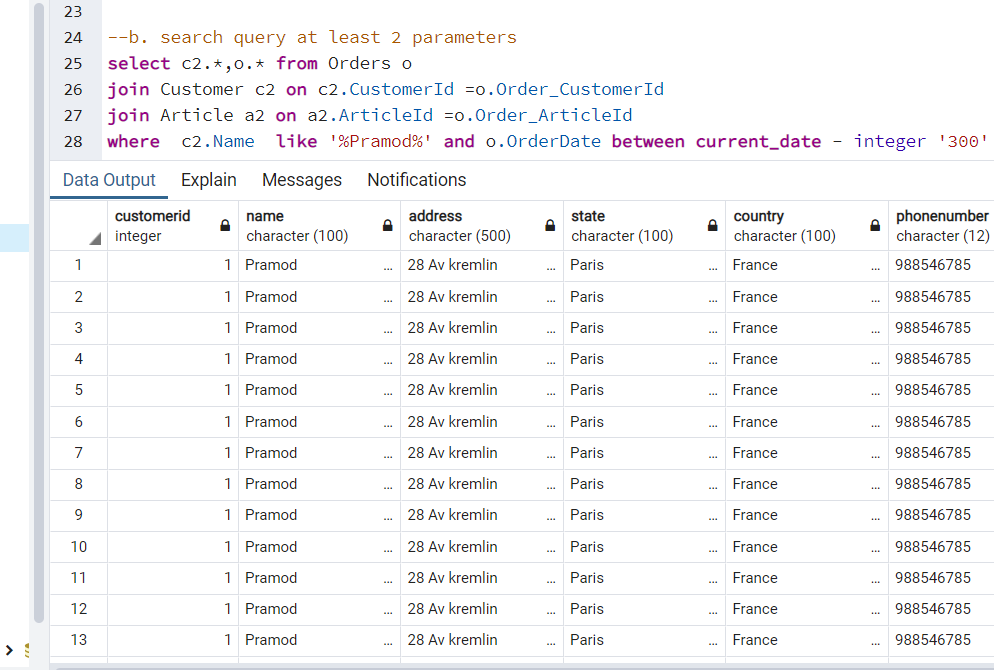 23
24 --b. search query at least 2 parameters
25 select c2.*,o.* from Orders o
26 join Customer c2 on c2.CustomerId =o.Order_CustomerId
27 join Article a2 on a2.ArticleId =o.Order_ArticleId
28 where  c2.Name  like '%Pramod%' and o.OrderDate between current_date - integer '300'
Data Output Explain Messages Notifications
customerid name address state country phonenumber
integer character (100) character (500) character (100) character (100) character (12)
1 1 Pramod ... 28 Av kremlin ... Paris ... France ... 988546785
2 1 Pramod ... 28 Av kremlin ... Paris ... France ... 988546785
3 1 Pramod ... 28 Av kremlin ... Paris ... France ... 988546785
4 1 Pramod ... 28 Av kremlin ... Paris ... France ... 988546785
5 1 Pramod ... 28 Av kremlin ... Paris ... France ... 988546785
6 1 Pramod ... 28 Av kremlin ... Paris ... France ... 988546785
7 1 Pramod ... 28 Av kremlin ... Paris ... France ... 988546785
8 1 Pramod ... 28 Av kremlin ... Paris ... France ... 988546785
9 1 Pramod ... 28 Av kremlin ... Paris ... France ... 988546785
10 1 Pramod ... 28 Av kremlin ... Paris ... France ... 988546785
11 1 Pramod ... 28 Av kremlin ... Paris ... France ... 988546785
12 1 Pramod ... 28 Av kremlin ... Paris ... France ... 988546785
13 1 Pramod ... 28 Av kremlin ... Paris ... France ... 988546785